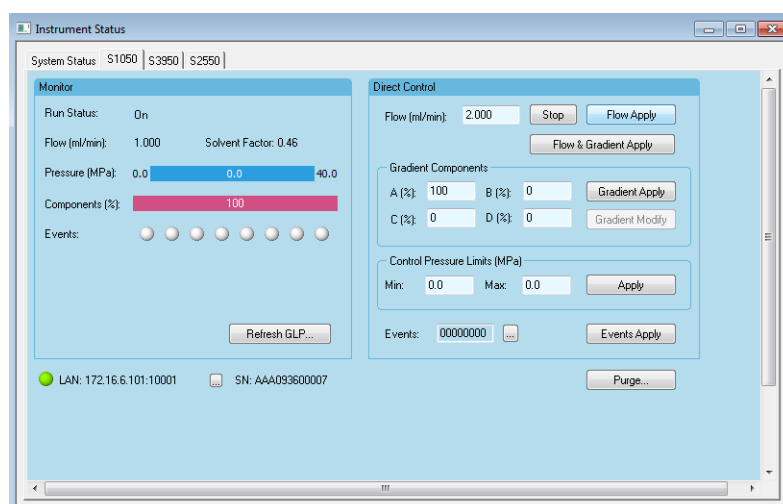 Instrument Status
System Status S1050 S3950 S2550
Monitor
Run Status: On
Flow (ml/min): 1.000 Solvent Factor: 0.46
Pressure (MPa): 0.0 0.0 40.0
Components (%): 100
Events:
Refresh GLP...
Direct Control
Flow (ml/min): 2.000 Stop Flow Apply
Flow & Gradient Apply
Gradient Components
A (%): 100 B (%): 0 Gradient Apply
C (%): 0 D (%): 0 Gradient Modify
Control Pressure Limits (MPa)
Min: 0.0 Max: 0.0 Apply
Events: 00000000 ... Events Apply
LAN: 172.16.6.101:10001 ... SN: AAA093600007 Purge...